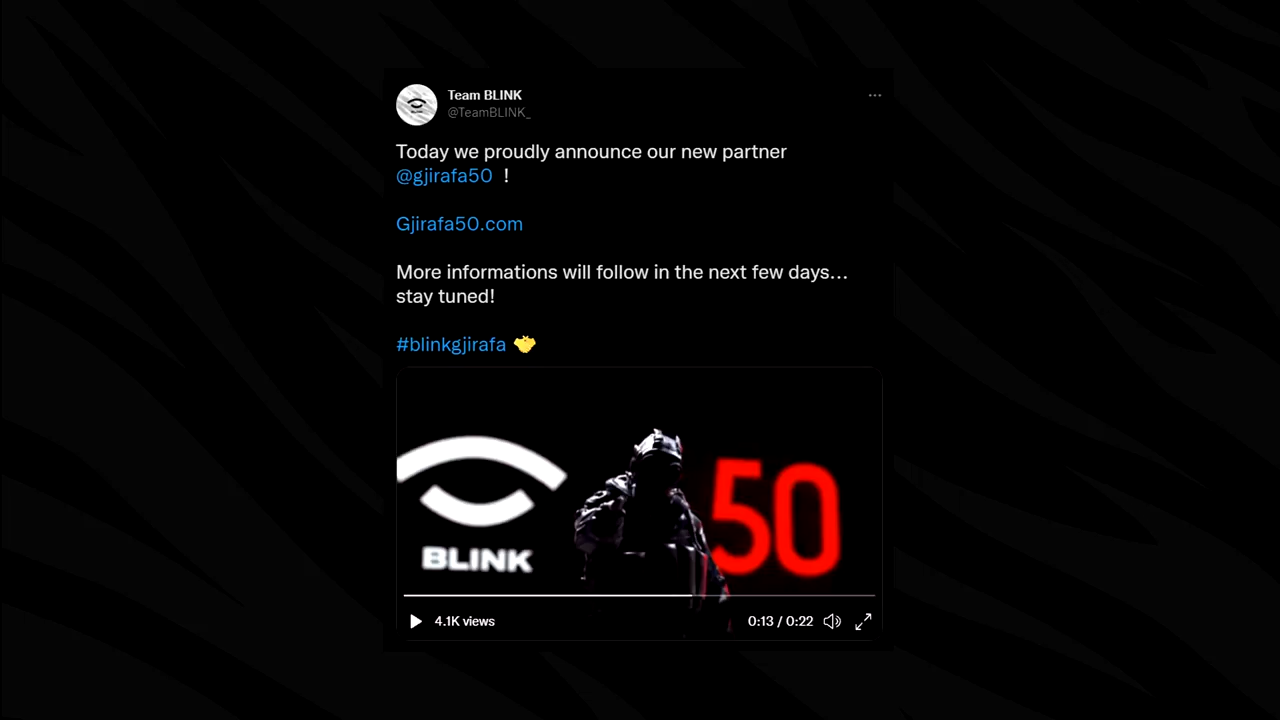 Team BLINK
@TeamBLINK_
Today we proudly announce our new partner
@gjirafa50 !
Gjirafa50.com
More informations will follow in the next few days...
stay tuned!
#blinkgjirafa 🤝
BLINK
50
4.1K views
0:13 / 0:22